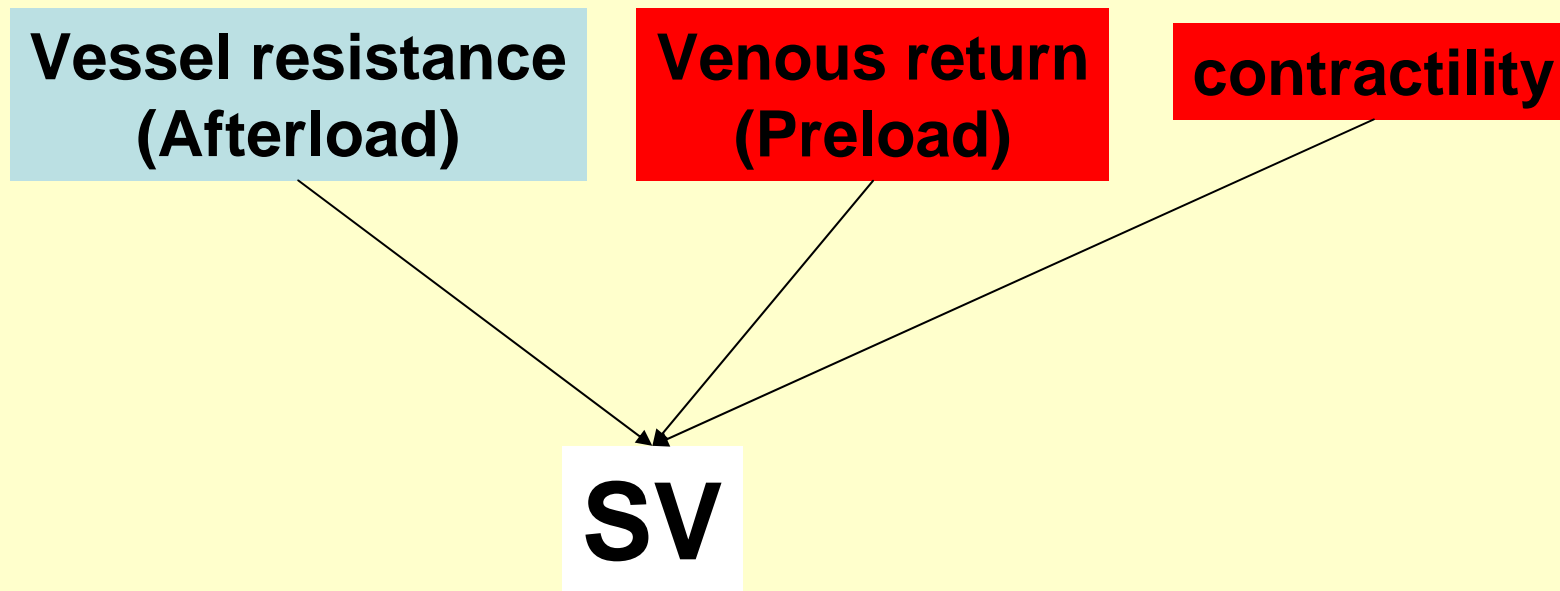 Vessel resistance
(Afterload)
Venous return
(Preload)
contractility
SV